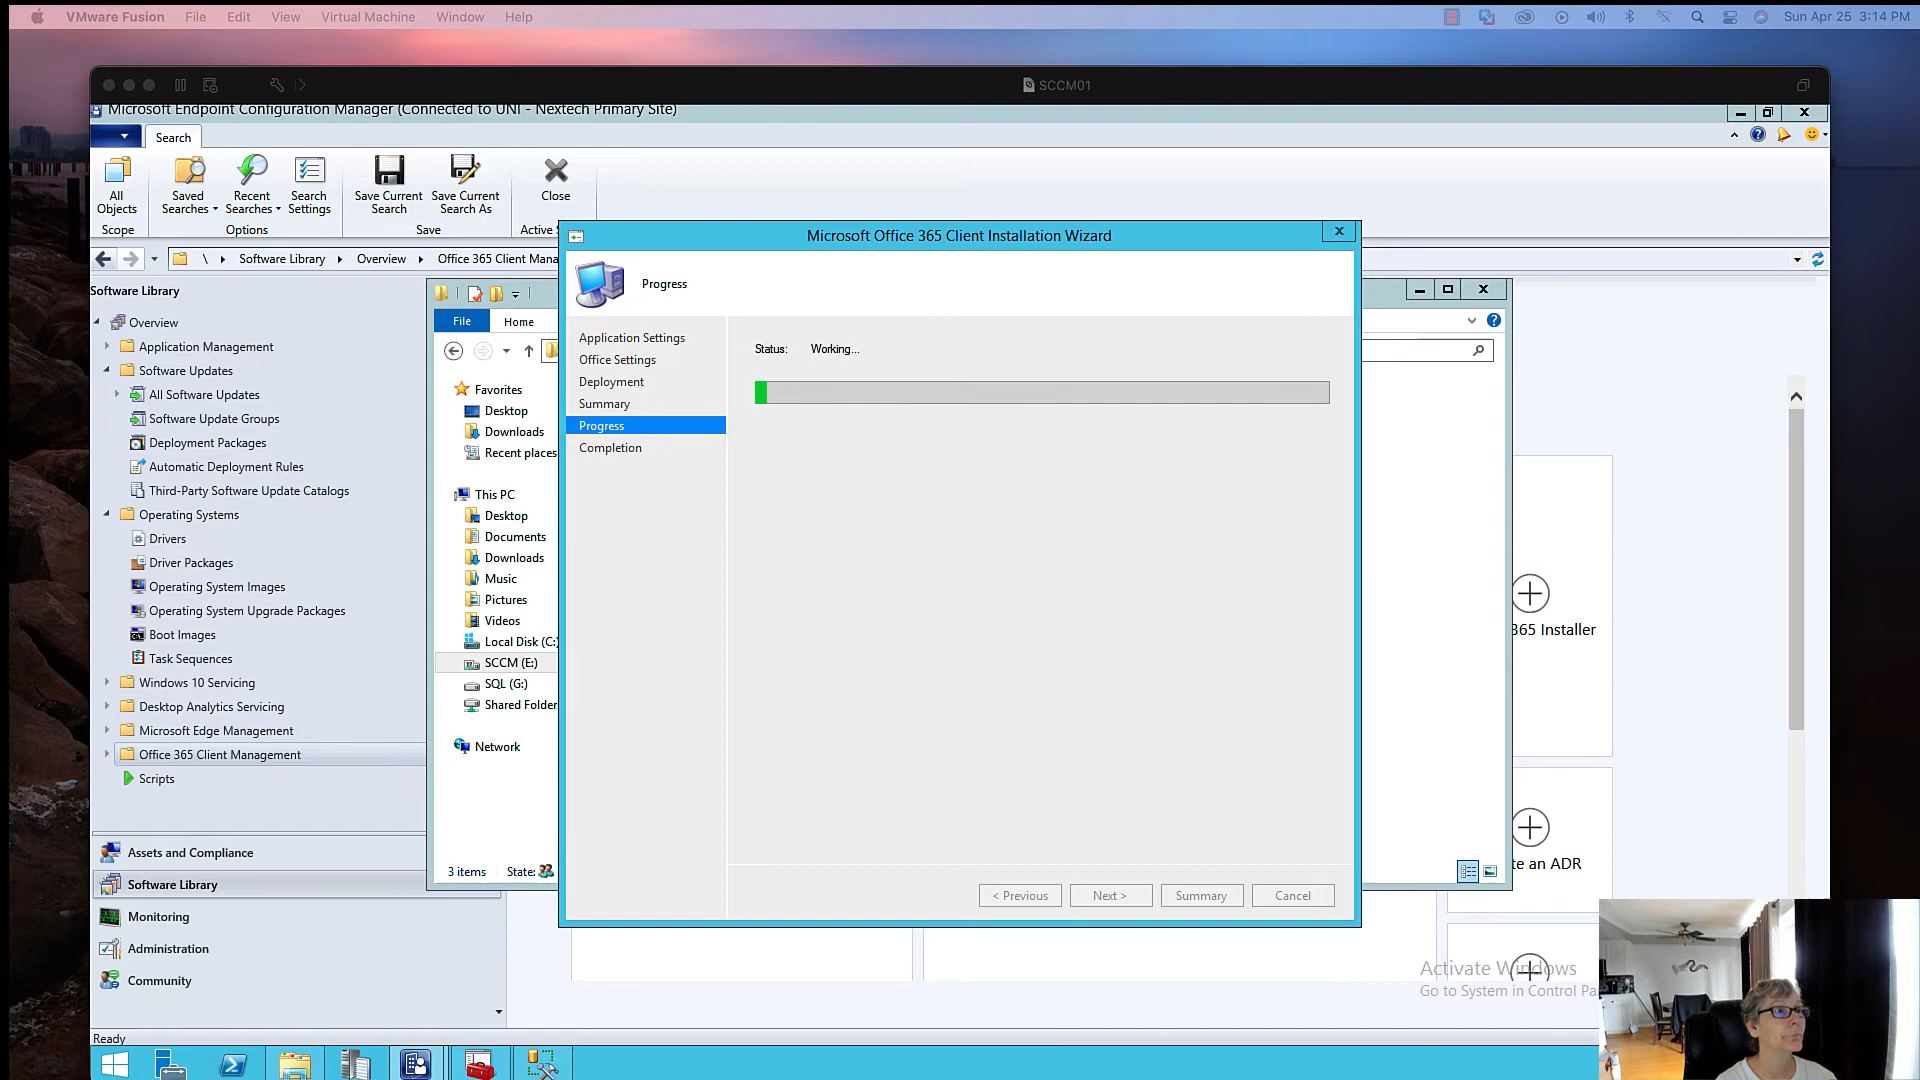 VMware Fusion File Edit View Virtual Machine Window Help
Sun Apr 25 3:14 PM
SCCM01
Microsoft Endpoint Configuration Manager (Connected to UNI - Nextech Primary Site)
Search
All Objects
Saved Searches
Recent Searches
Search Settings
Save Current Search
Save Current Search As
Close
Scope
Options
Save
Active
\ Software Library Overview Office 365 Client Mana
Software Library
Overview
Application Management
Software Updates
All Software Updates
Software Update Groups
Deployment Packages
Automatic Deployment Rules
Third-Party Software Update Catalogs
Operating Systems
Drivers
Driver Packages
Operating System Images
Operating System Upgrade Packages
Boot Images
Task Sequences
Windows 10 Servicing
Desktop Analytics Servicing
Microsoft Edge Management
Office 365 Client Management
Scripts
Assets and Compliance
Software Library
Monitoring
Administration
Community
Ready
File Home
Favorites
Desktop
Downloads
Recent places
This PC
Desktop
Documents
Downloads
Music
Pictures
Videos
Local Disk (C:)
SCCM (E:)
SQL (G:)
Shared Folder
Network
3 items State:
Microsoft Office 365 Client Installation Wizard
Progress
Application Settings
Office Settings
Deployment
Summary
Progress
Completion
Status: Working...
< Previous Next > Summary Cancel
365 Installer
te an ADR
Activate Windows
Go to System in Control Pa